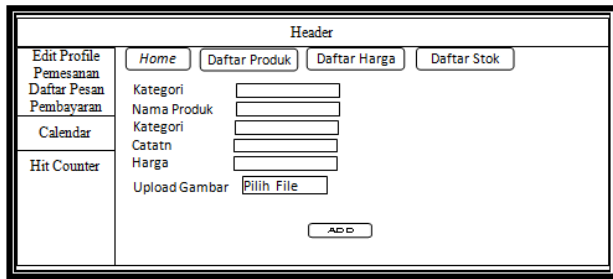 Header
Edit Profile
Pemesanan
Daftar Pesan
Pembayaran
Calendar
Hit Counter
Home Daftar Produk Daftar Harga Daftar Stok
Kategori
Nama Produk
Kategori
Catatn
Harga
Upload Gambar Pilih File
ADD